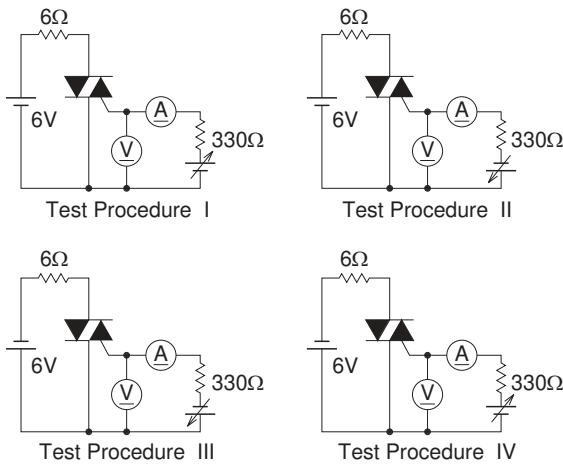 6Ω
6Ω
A
A
6V
330Ω
6V
330Ω
V
V
Test Procedure I
Test Procedure II
6Ω
6Ω
A
A
6V
330Ω
6V
330Ω
V
V
Test Procedure III
Test Procedure IV